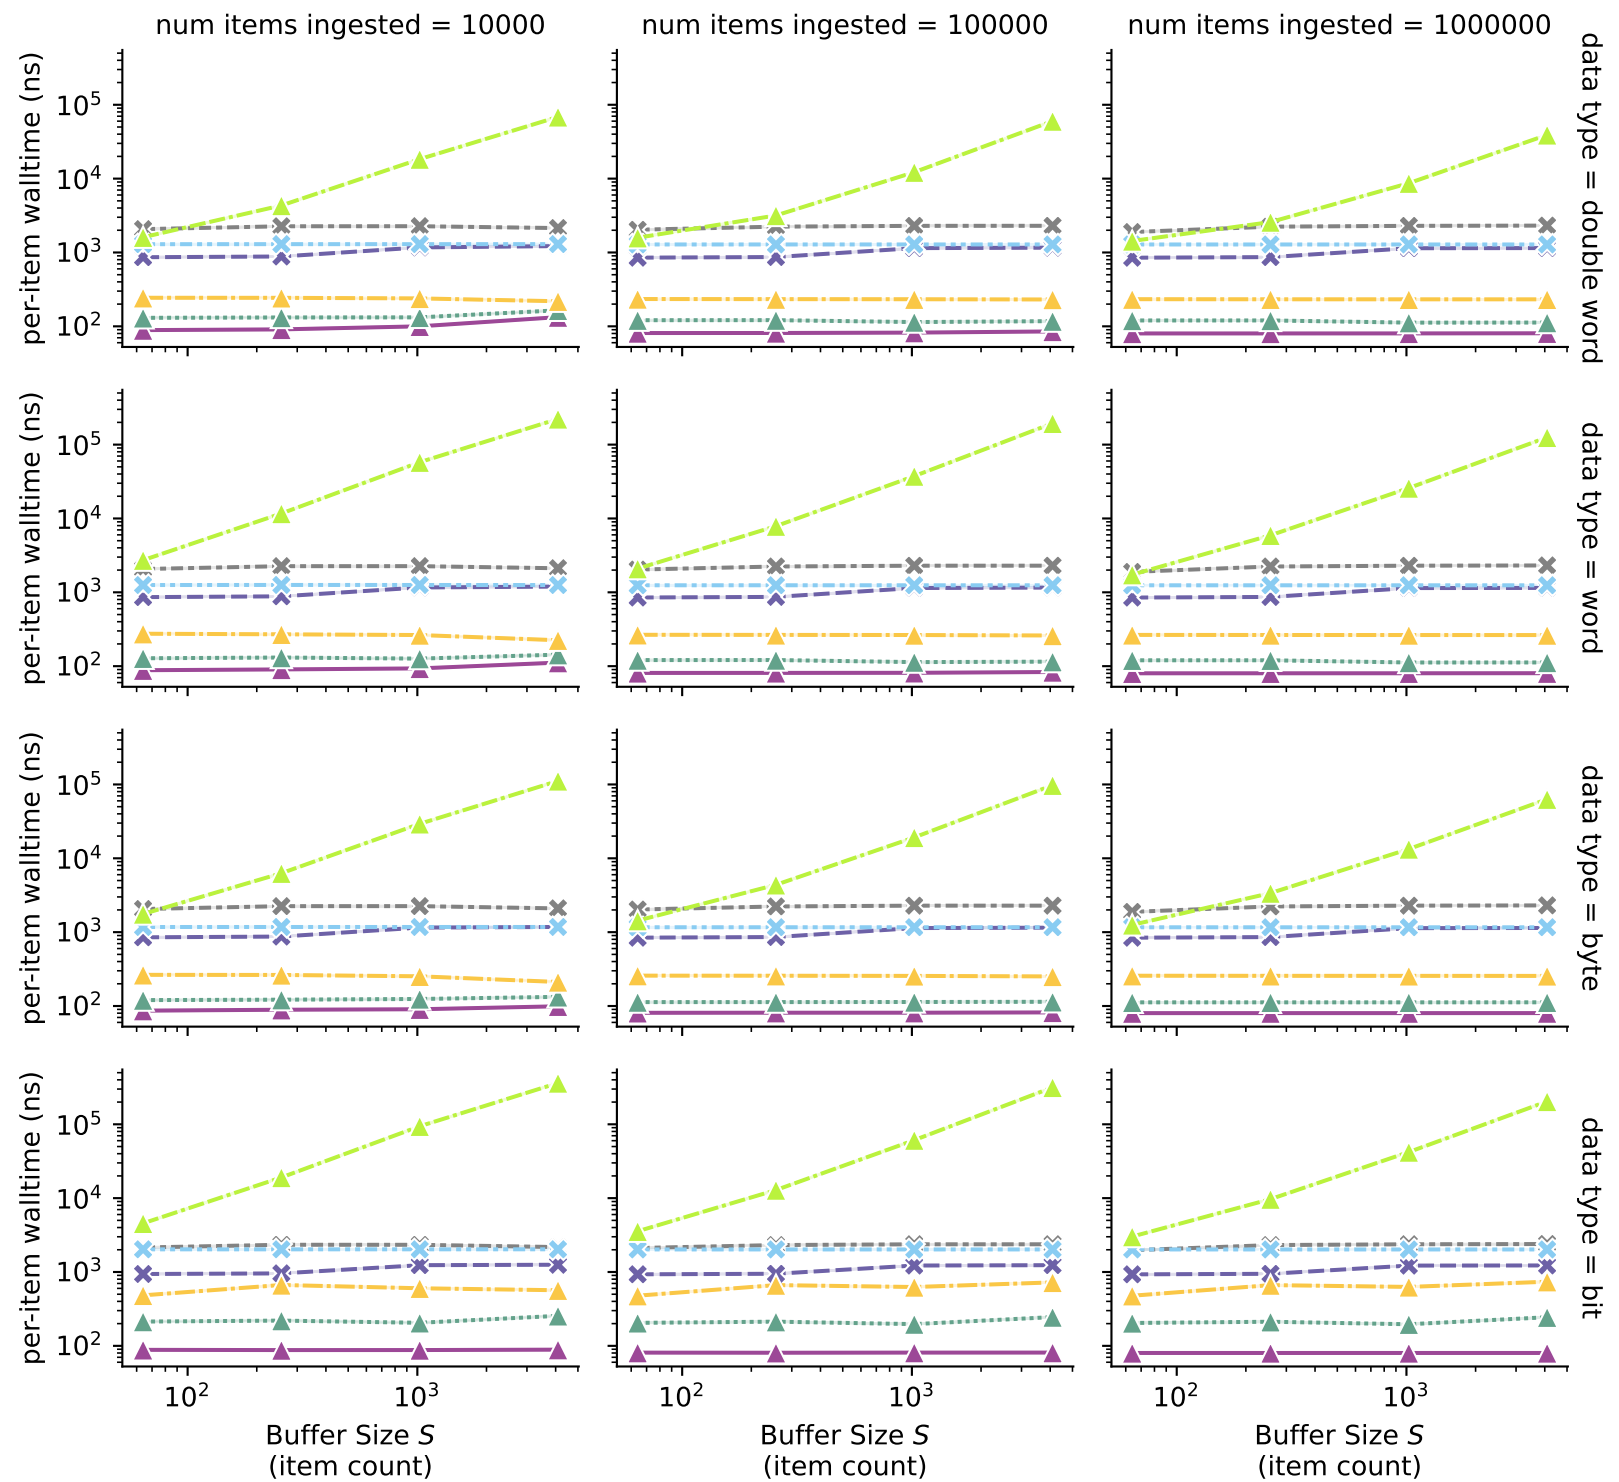 num items ingested = 10000
num items ingested = 100000
num items ingested = 1000000
per-item walltime (ns)
10⁵
10⁴
10³
10²
data type = double word
per-item walltime (ns)
10⁵
10⁴
10³
10²
data type = word
per-item walltime (ns)
10⁵
10⁴
10³
10²
data type = byte
per-item walltime (ns)
10⁵
10⁴
10³
10²
data type = bit
10² 10³
10² 10³
10² 10³
Buffer Size S
(item count)
Buffer Size S
(item count)
Buffer Size S
(item count)